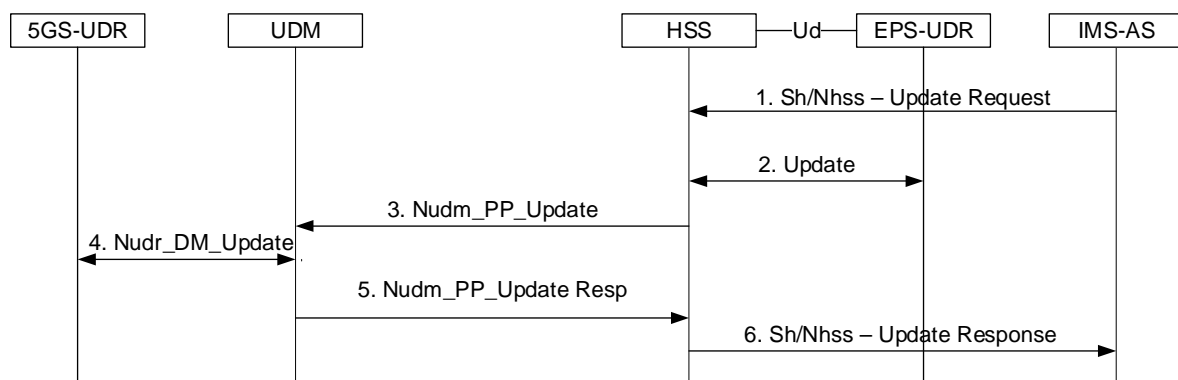 5GS-UDR
UDM
HSS
Ud
EPS-UDR
IMS-AS
1. Sh/Nhss – Update Request
2. Update
3. Nudm_PP_Update
4. Nudr_DM_Update
5. Nudm_PP_Update Resp
6. Sh/Nhss – Update Response